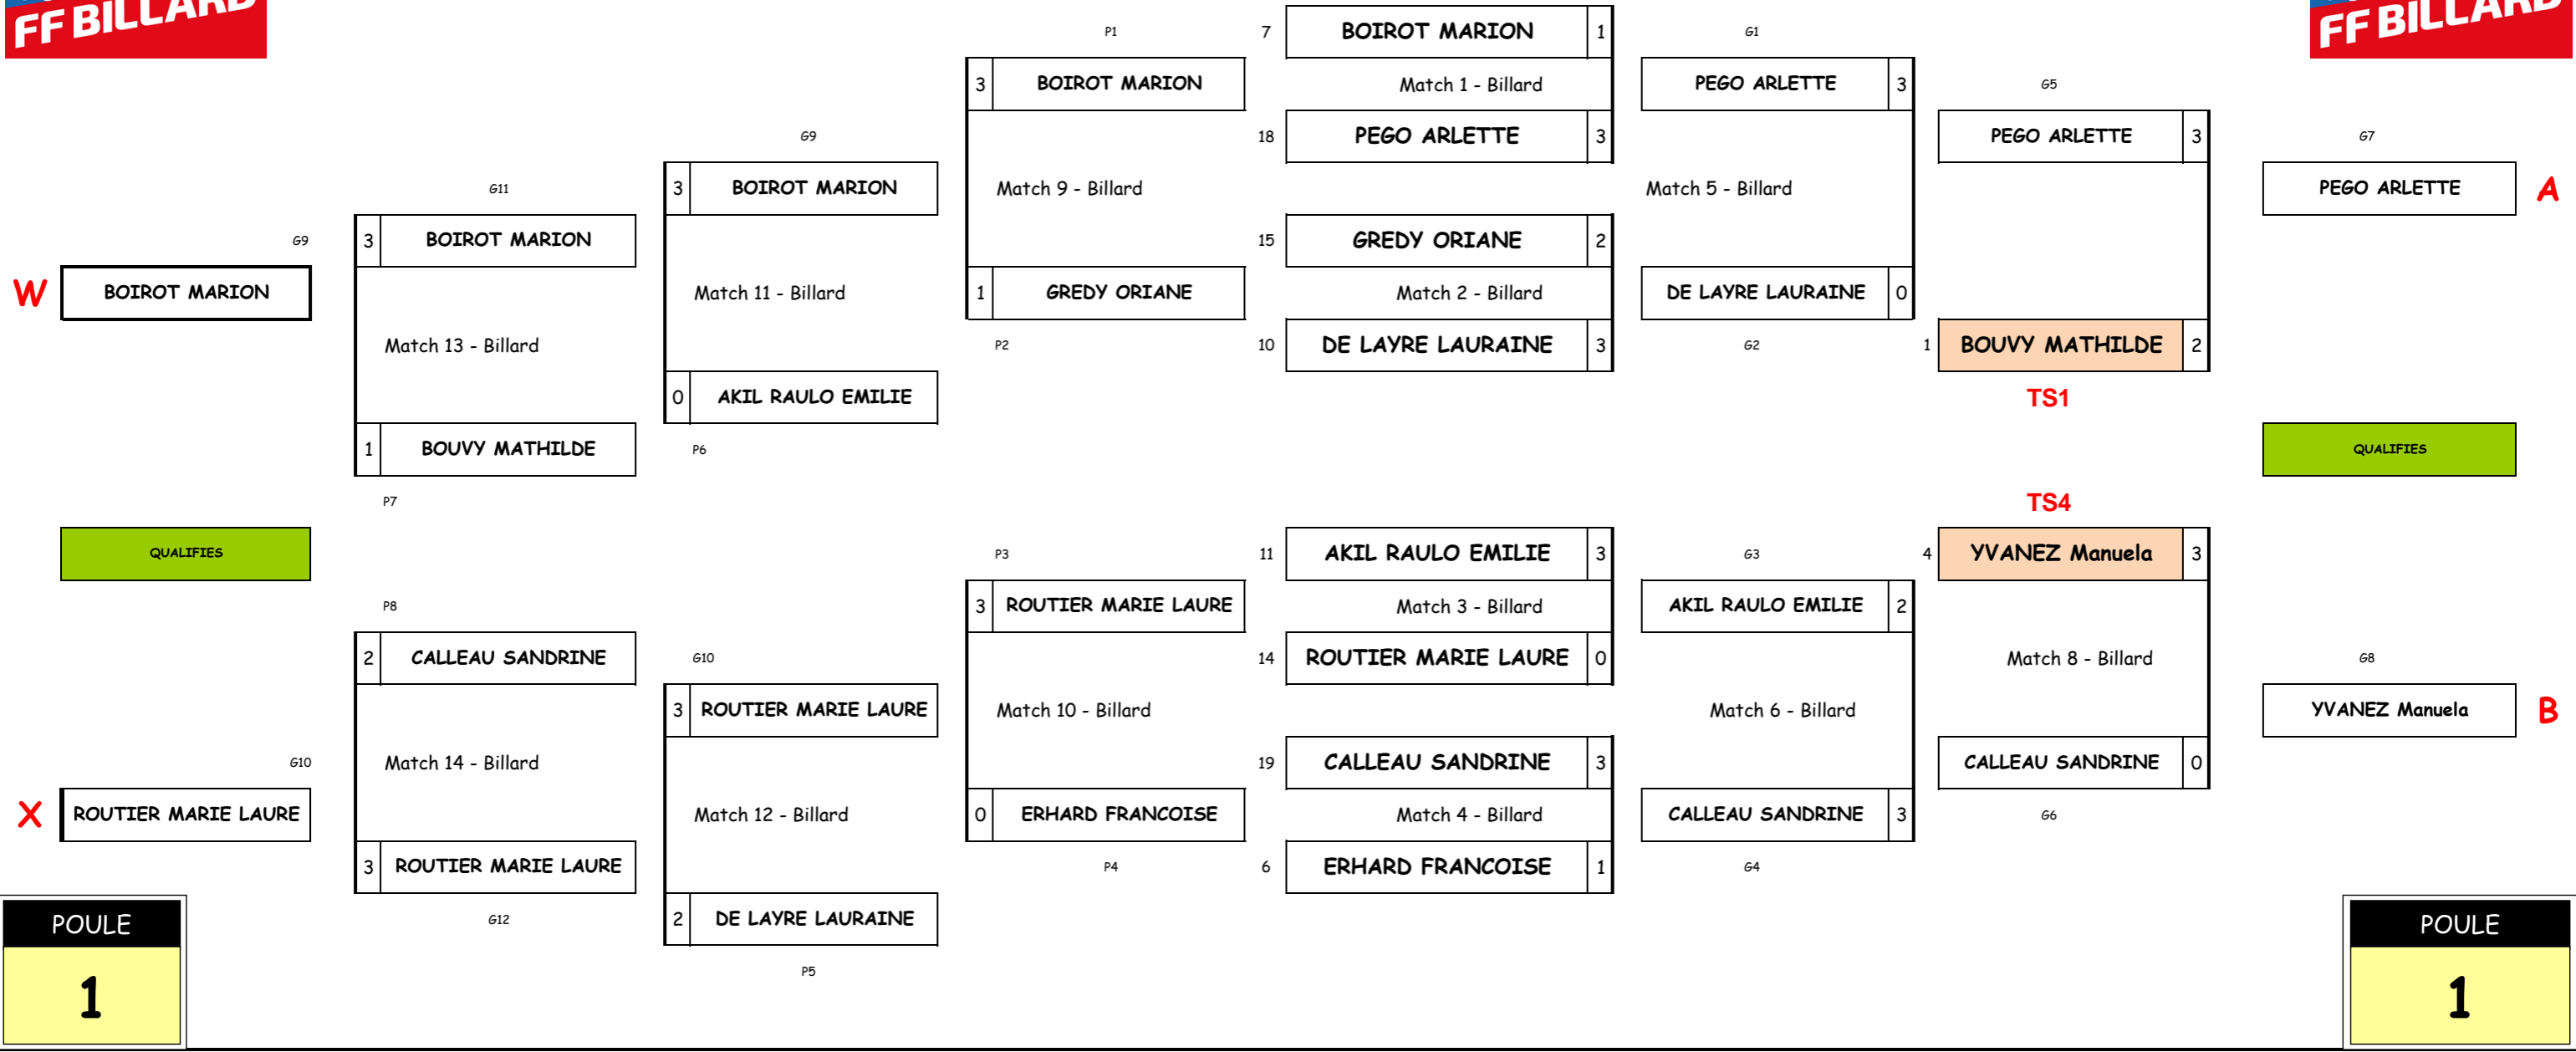 FF BILLARD
FF BILLARD
P1
7
BOIROT MARION
1
G1
3
BOIROT MARION
Match 1 - Billard
PEGO ARLETTE
3
G5
G9
18
PEGO ARLETTE
3
PEGO ARLETTE
3
G7
G11
3
BOIROT MARION
Match 9 - Billard
Match 5 - Billard
PEGO ARLETTE
A
G9
3
BOIROT MARION
15
GREDY ORIANE
2
W
BOIROT MARION
Match 11 - Billard
1
GREDY ORIANE
Match 2 - Billard
DE LAYRE LAURAINE
0
Match 13 - Billard
P2
10
DE LAYRE LAURAINE
3
G2
1
BOUVY MATHILDE
2
0
AKIL RAULO EMILIE
TS1
1
BOUVY MATHILDE
P6
QUALIFIES
P7
TS4
QUALIFIES
P3
11
AKIL RAULO EMILIE
3
G3
4
YVANEZ Manuela
3
P8
3
ROUTIER MARIE LAURE
Match 3 - Billard
AKIL RAULO EMILIE
2
2
CALLEAU SANDRINE
G10
14
ROUTIER MARIE LAURE
0
Match 8 - Billard
G8
3
ROUTIER MARIE LAURE
Match 10 - Billard
Match 6 - Billard
YVANEZ Manuela
B
G10
Match 14 - Billard
19
CALLEAU SANDRINE
3
CALLEAU SANDRINE
0
X
ROUTIER MARIE LAURE
Match 12 - Billard
0
ERHARD FRANCOISE
Match 4 - Billard
CALLEAU SANDRINE
3
G6
3
ROUTIER MARIE LAURE
P4
6
ERHARD FRANCOISE
1
G4
POULE
G12
2
DE LAYRE LAURAINE
POULE
P5
1
1